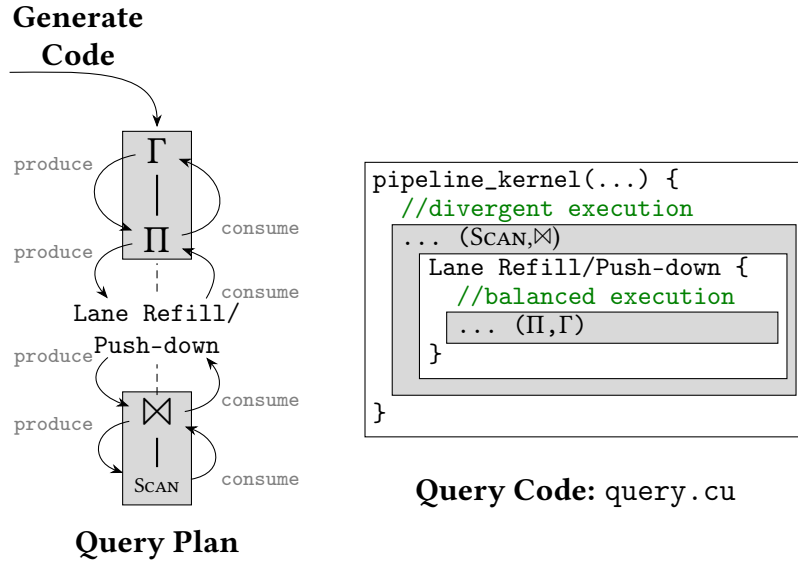 Generate
Code
Γ
produce
Π
consume
produce
consume
Lane Refill/
Push-down
produce
⋈
consume
produce
SCAN
consume
Query Plan
pipeline_kernel(...) {
//divergent execution
... (SCAN,⋈)
Lane Refill/Push-down {
//balanced execution
... (Π,Γ)
}
}
Query Code: query.cu